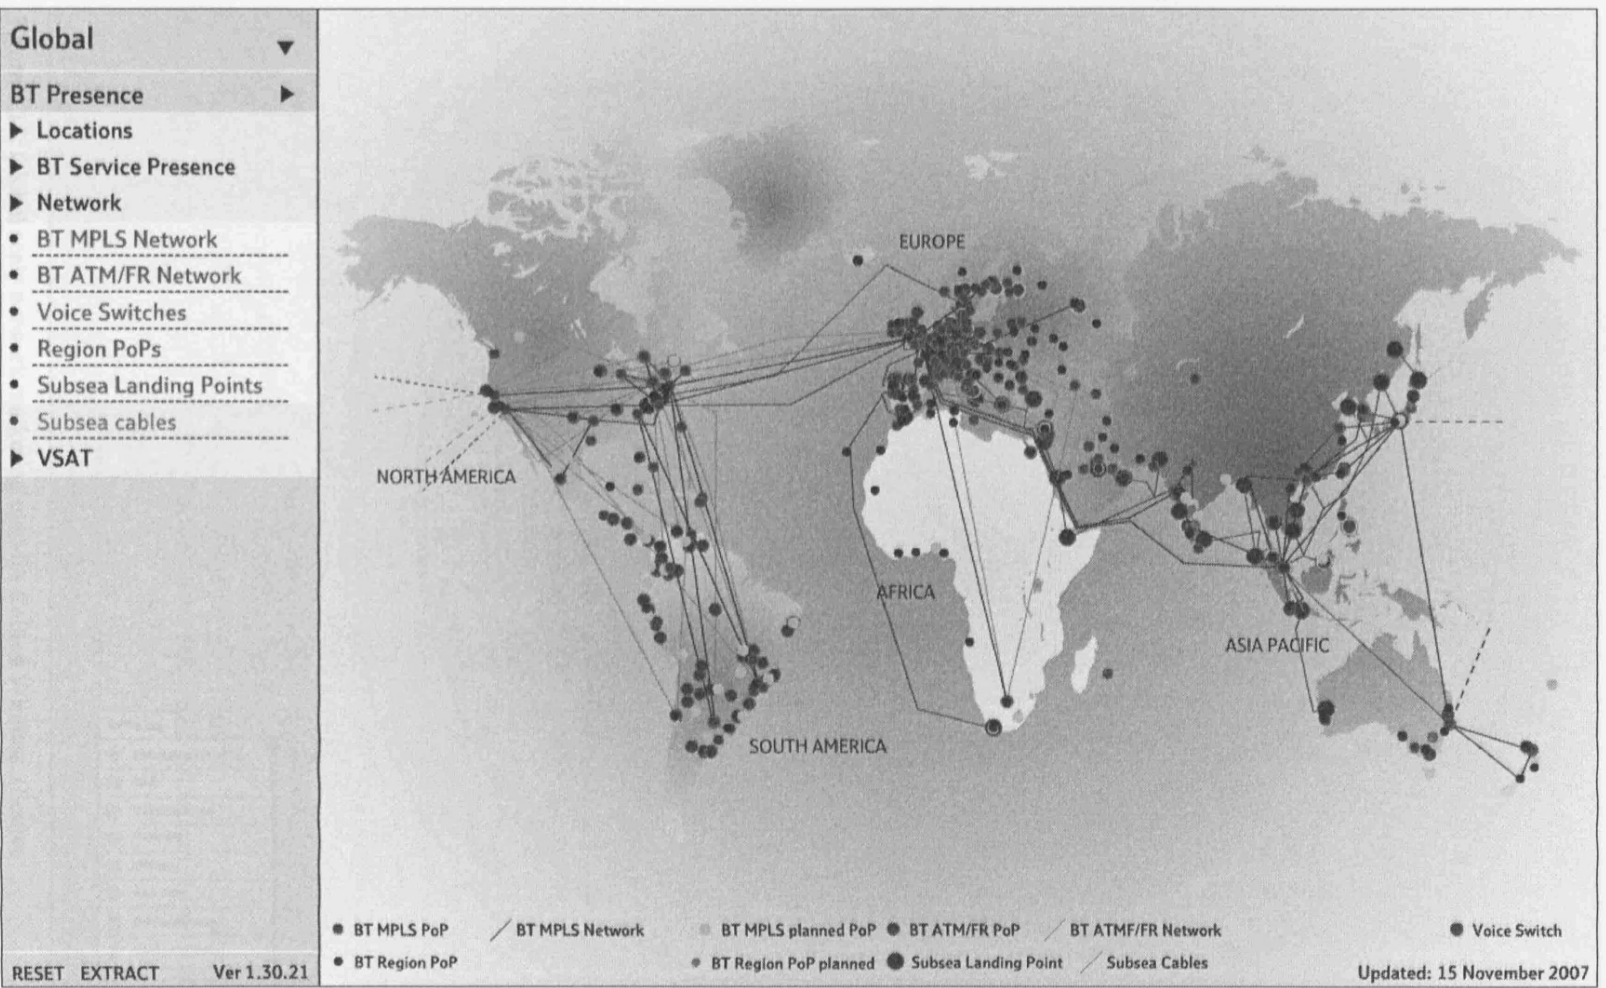 Global
BT Presence
Locations
BT Service Presence
Network
BT MPLS Network
BT ATM/FR Network
Voice Switches
Region PoPs
Subsea Landing Points
Subsea cables
VSAT
RESET EXTRACT Ver 1.30.21
EUROPE
NORTH AMERICA
AFRICA
ASIA PACIFIC
SOUTH AMERICA
BT MPLS PoP BT MPLS Network BT MPLS planned PoP BT ATM/FR PoP BT ATMF/FR Network Voice Switch
BT Region PoP BT Region PoP planned Subsea Landing Point Subsea Cables
Updated: 15 November 2007